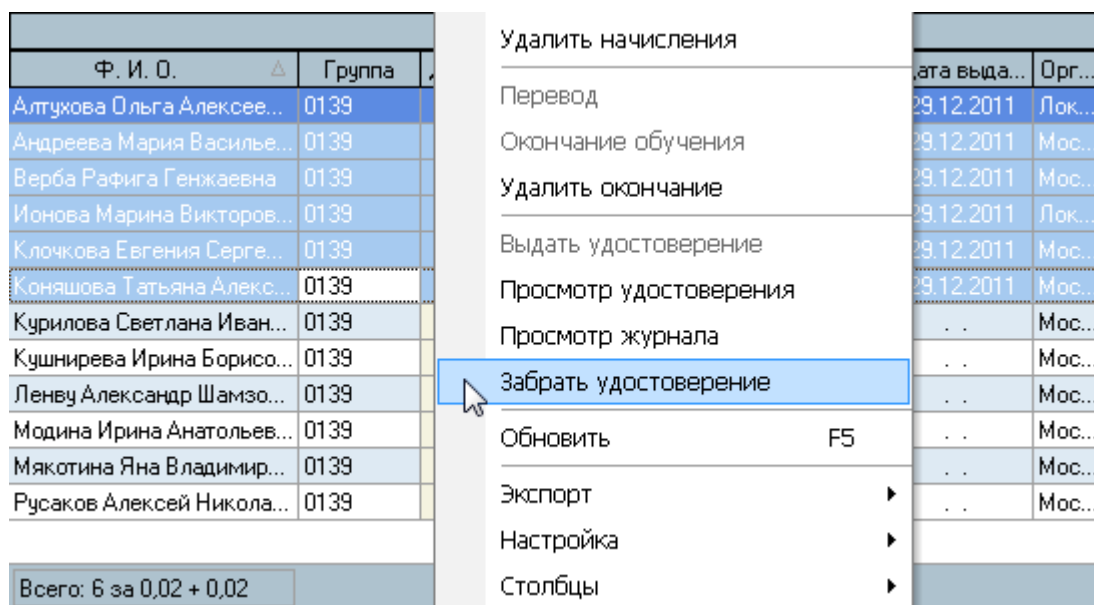 Ф. И. О. Группа ата выда... Орг...
Алтухова Ольга Алексее... 0139 29.12.2011 Лок...
Андреева Мария Василье... 0139 29.12.2011 Мос...
Верба Рафига Генжаевна 0139 29.12.2011 Мос...
Ионова Марина Викторов... 0139 29.12.2011 Лок...
Клочкова Евгения Серге... 0139 29.12.2011 Мос...
Коняшова Татьяна Алекс... 0139 29.12.2011 Мос...
Курилова Светлана Иван... 0139 . . Мос...
Кушнирева Ирина Борисо... 0139 . . Мос...
Ленву Александр Шамзо... 0139 . . Мос...
Модина Ирина Анатольев... 0139 . . Мос...
Мякотина Яна Владимир... 0139 . . Мос...
Русаков Алексей Никола... 0139 . . Мос...
Всего: 6 за 0,02 + 0,02
Удалить начисления
Перевод
Окончание обучения
Удалить окончание
Выдать удостоверение
Просмотр удостоверения
Просмотр журнала
Забрать удостоверение
Обновить F5
Экспорт
Настройка
Столбцы